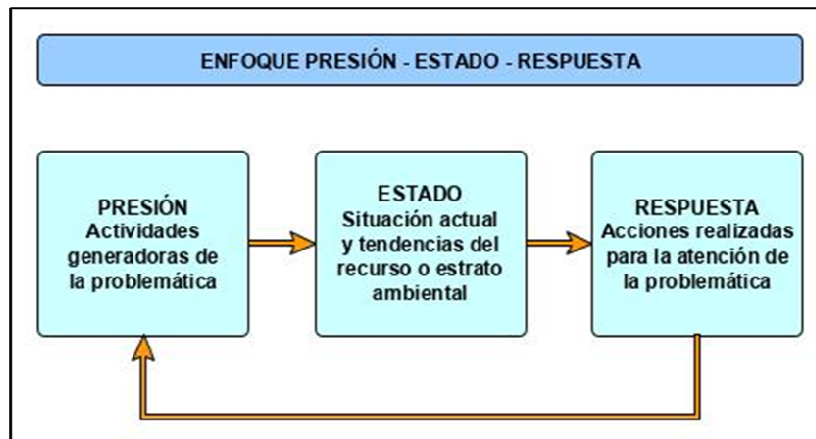 ENFOQUE PRESIÓN - ESTADO - RESPUESTA
PRESIÓN
Actividades
generadoras de
la problemática
ESTADO
Situación actual
y tendencias del
recurso o estrato
ambiental
RESPUESTA
Acciones realizadas
para la atención de
la problemática